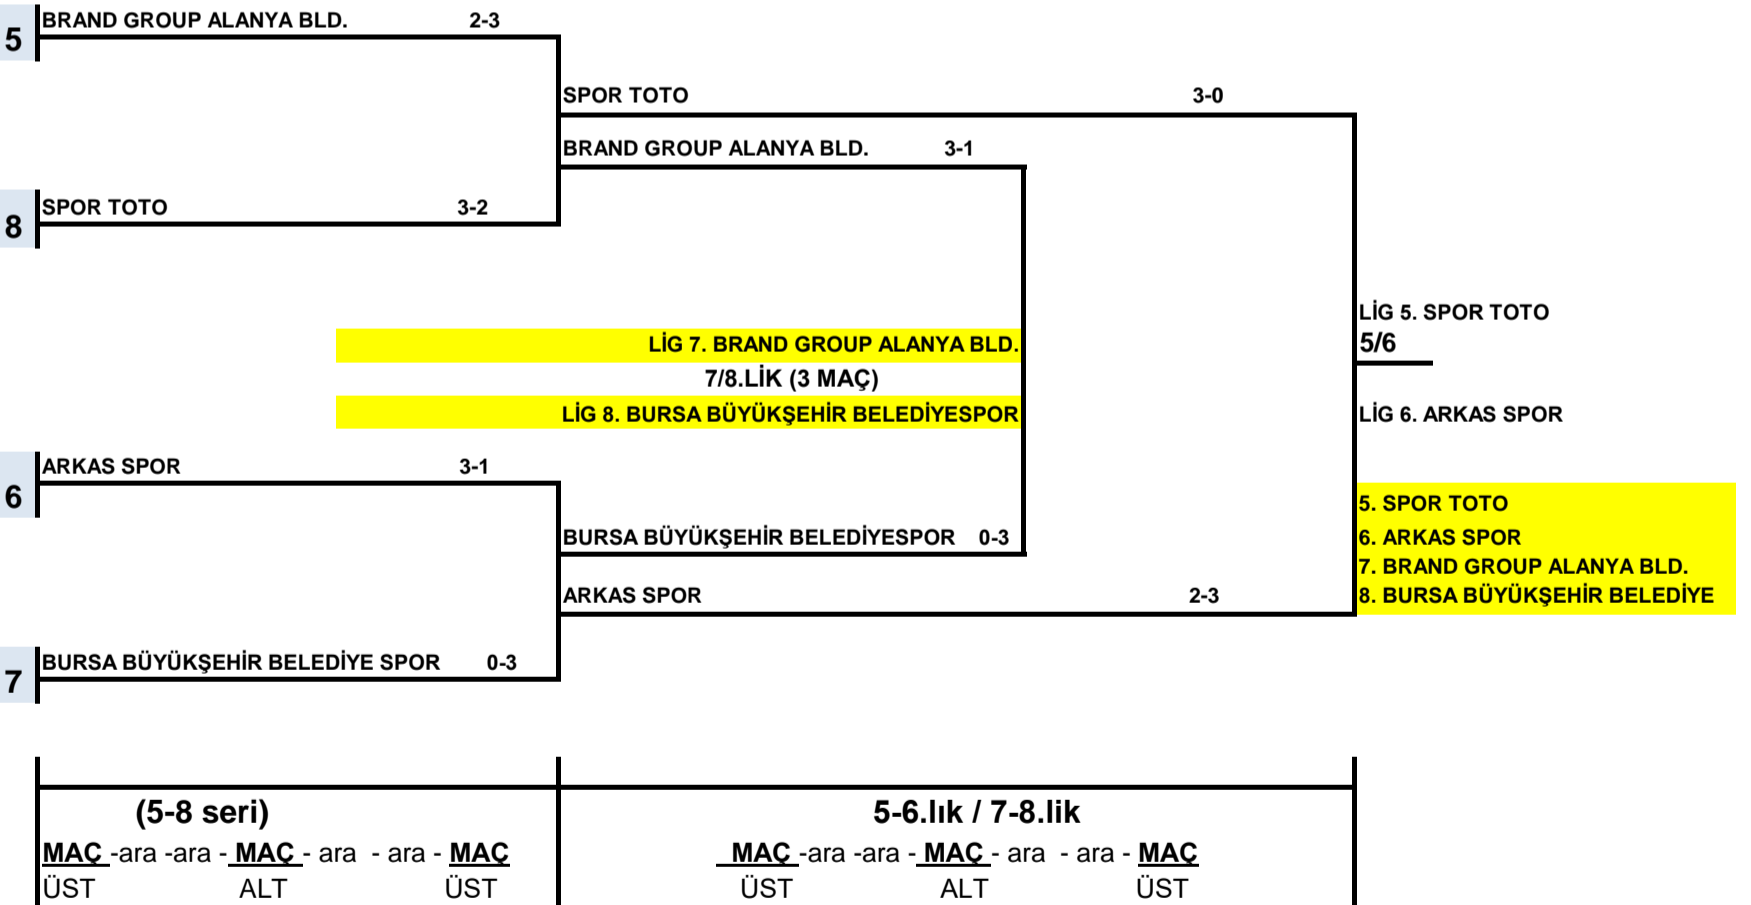 5 BRAND GROUP ALANYA BLD. 2-3
SPOR TOTO 3-0
BRAND GROUP ALANYA BLD. 3-1
8 SPOR TOTO 3-2
LİG 5. SPOR TOTO
LİG 7. BRAND GROUP ALANYA BLD. 5/6
7/8.LİK (3 MAÇ)
LİG 8. BURSA BÜYÜKŞEHİR BELEDİYESPOR LİG 6. ARKAS SPOR
6 ARKAS SPOR 3-1
5. SPOR TOTO
BURSA BÜYÜKŞEHİR BELEDİYESPOR 0-3 6. ARKAS SPOR
7. BRAND GROUP ALANYA BLD.
ARKAS SPOR 2-3 8. BURSA BÜYÜKŞEHİR BELEDİYE
7 BURSA BÜYÜKŞEHİR BELEDİYE SPOR 0-3
(5-8 seri) 5-6.lık / 7-8.lik
MAÇ -ara -ara - MAÇ - ara - ara - MAÇ MAÇ -ara -ara - MAÇ - ara - ara - MAÇ
ÜST ALT ÜST ÜST ALT ÜST